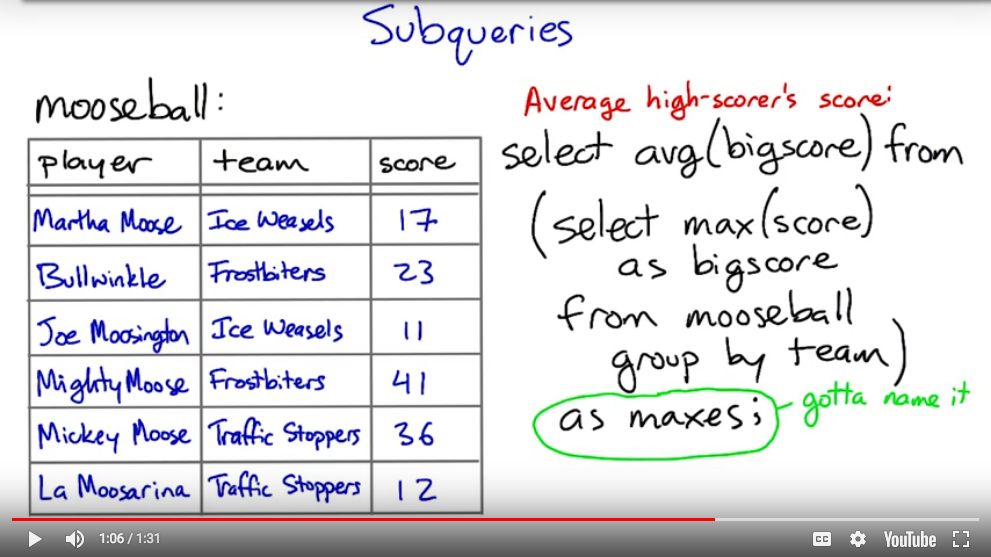 Subqueries
mooseball:
player team score
Martha Moose Ice Weasels 17
Bullwinkle Frostbiters 23
Joe Moosington Ice Weasels 11
Mighty Moose Frostbiters 41
Mickey Moose Traffic Stoppers 36
La Moosarina Traffic Stoppers 12
Average high-scorer's score:
select avg(bigscore) from
(select max(score)
as bigscore
from mooseball
group by team)
as maxes;
gotta name it
1:06 / 1:31
CC
YouTube